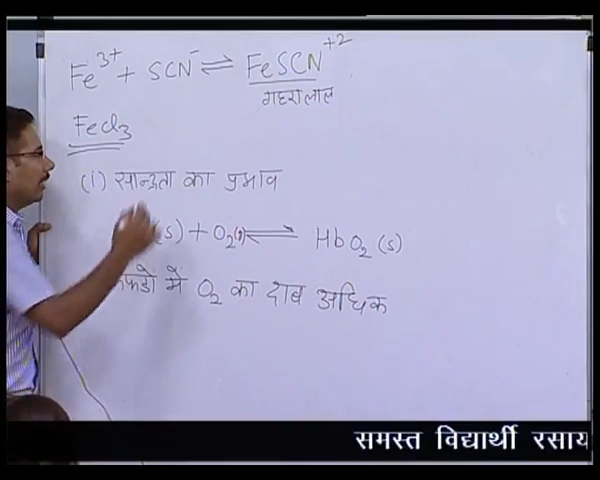 Fe³⁺ + SCN⁻ ⇌ FeSCN⁺²
गहरा लाल
FeCl₃
(i) सान्द्रता का प्रभाव
(s) + O₂(g) ⇌ HbO₂ (s)
में O₂ का दाब अधिक
समस्त विद्यार्थी रसाय